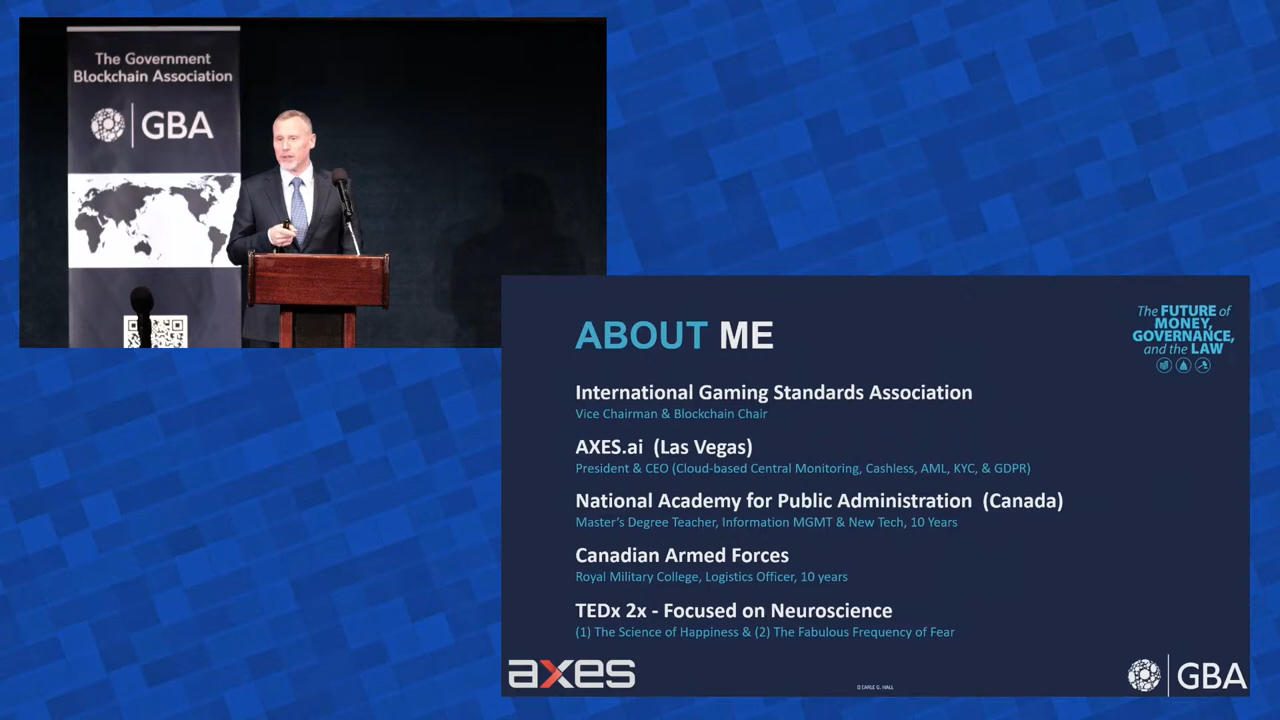 The Government
Blockchain Association
GBA
ABOUT ME
The FUTURE of
MONEY,
GOVERNANCE,
and the LAW
International Gaming Standards Association
Vice Chairman & Blockchain Chair
AXES.ai (Las Vegas)
President & CEO (Cloud-based Central Monitoring, Cashless, AML, KYC, & GDPR)
National Academy for Public Administration (Canada)
Master's Degree Teacher, Information MGMT & New Tech, 10 Years
Canadian Armed Forces
Royal Military College, Logistics Officer, 10 years
TEDx 2x - Focused on Neuroscience
(1) The Science of Happiness & (2) The Fabulous Frequency of Fear
axes
EARLE G. HALL
GBA